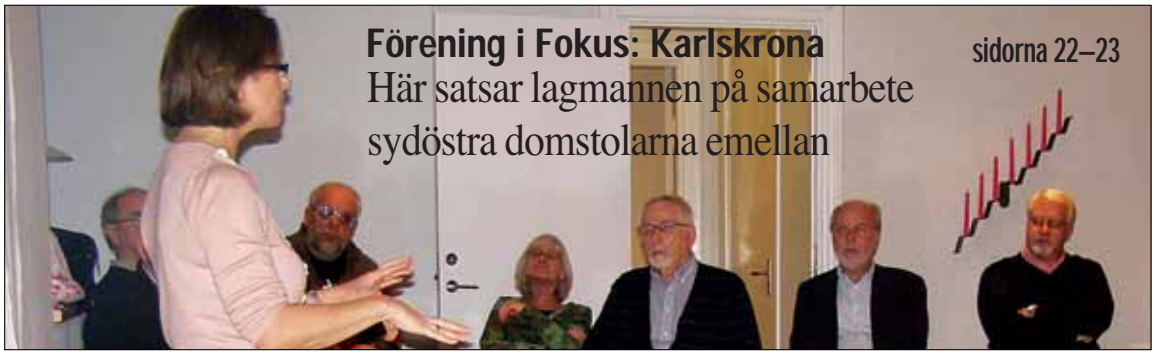 Förening i Fokus: Karlskrona
sidorna 22–23
Här satsar lagmannen på samarbete
sydöstra domstolarna emellan